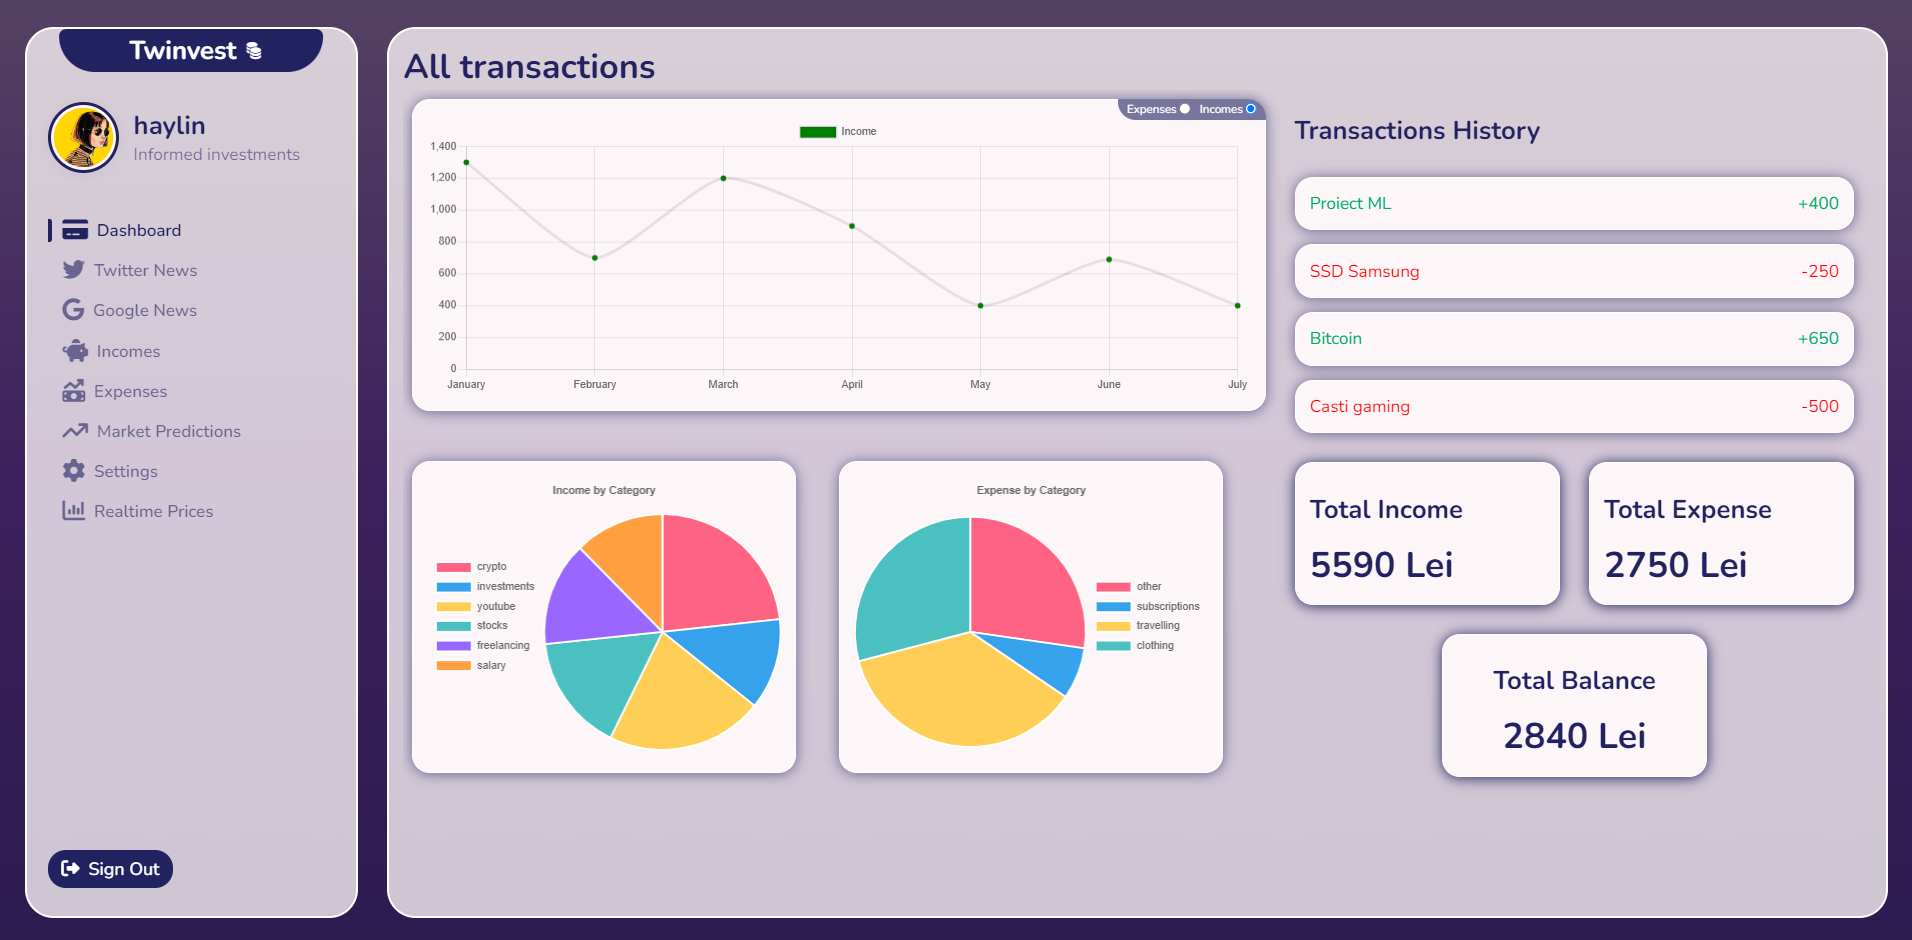 Twinvest
haylin
Informed investments
Dashboard
Twitter News
Google News
Incomes
Expenses
Market Predictions
Settings
Realtime Prices
Sign Out
All transactions
Expenses Incomes
Income
1,400
1,200
1,000
800
600
400
200
0
January February March April May June July
Transactions History
Proiect ML +400
SSD Samsung -250
Bitcoin +650
Casti gaming -500
Income by Category
crypto
investments
youtube
stocks
freelancing
salary
Expense by Category
other
subscriptions
travelling
clothing
Total Income
5590 Lei
Total Expense
2750 Lei
Total Balance
2840 Lei